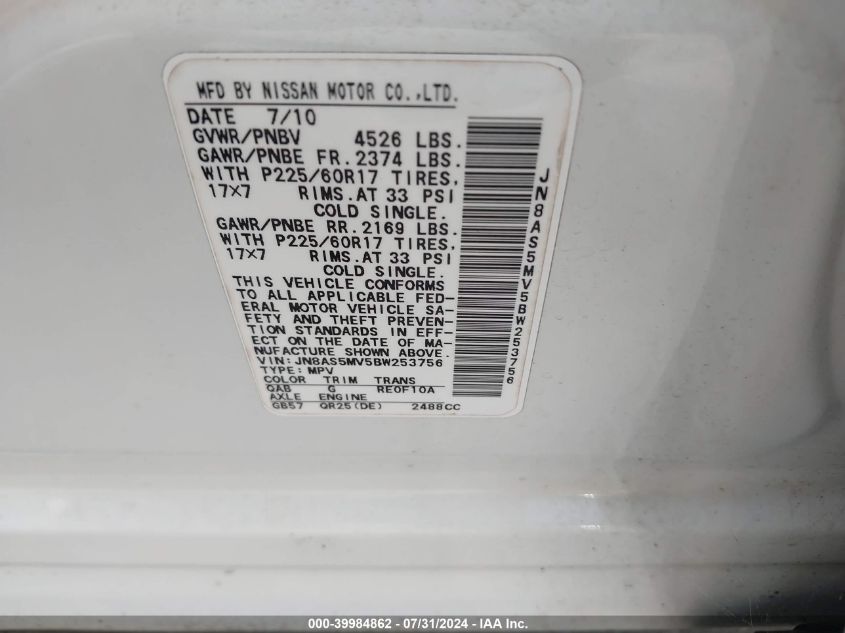 MFD BY NISSAN MOTOR CO.,LTD.
DATE 7/10
GVWR/PNBV 4526 LBS.
GAWR/PNBE FR. 2374 LBS.
WITH P225/60R17 TIRES,
17X7 RIMS.AT 33 PSI
COLD SINGLE.
GAWR/PNBE RR. 2169 LBS.
WITH P225/60R17 TIRES,
17X7 RIMS.AT 33 PSI
COLD SINGLE.
THIS VEHICLE CONFORMS
TO ALL APPLICABLE FED-
ERAL MOTOR VEHICLE SA-
FETY AND THEFT PREVEN-
TION STANDARDS IN EFF-
ECT ON THE DATE OF MA-
NUFACTURE SHOWN ABOVE.
VIN: JN8AS5MV5BW253756
TYPE: MPV
COLOR TRIM TRANS
QAB G RE0F10A
AXLE ENGINE
GB57 QR25(DE) 2488CC
JN8AS5MV5BW253756
000-39984862 - 07/31/2024 - IAA Inc.